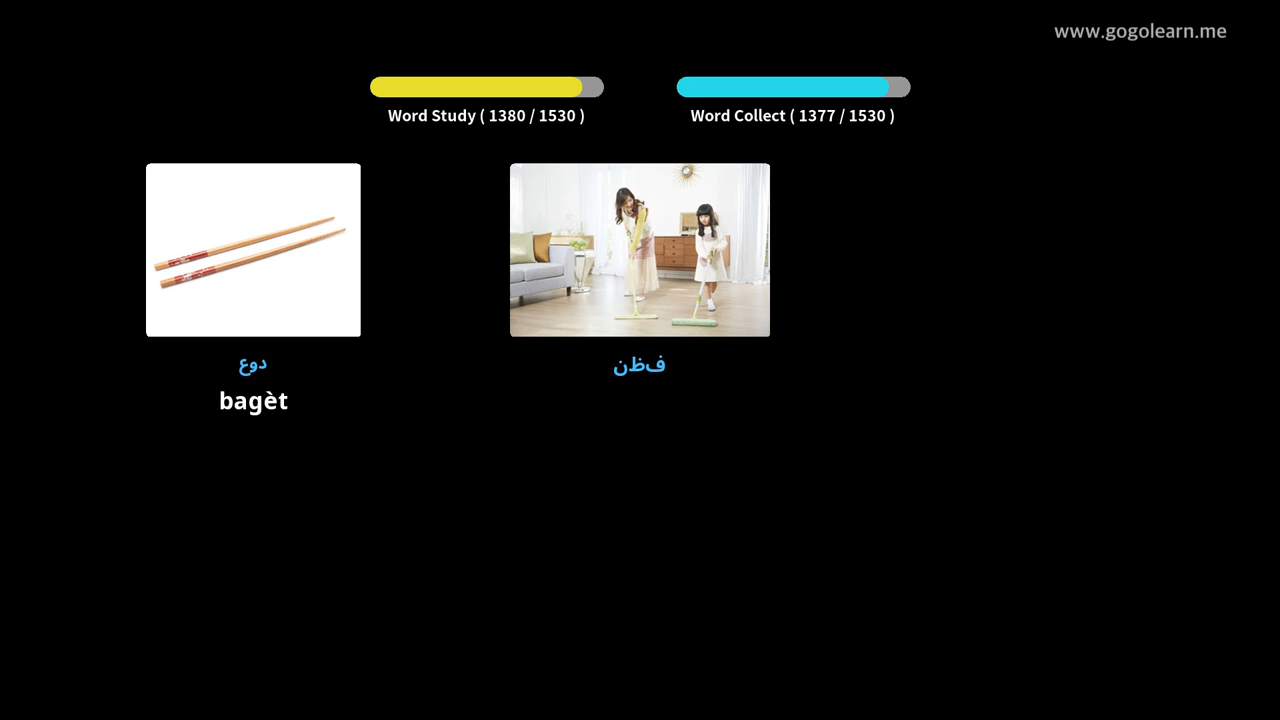 www.gogolearn.me
Word Study ( 1380 / 1530 )
Word Collect ( 1377 / 1530 )
دوع
bagèt
فظن